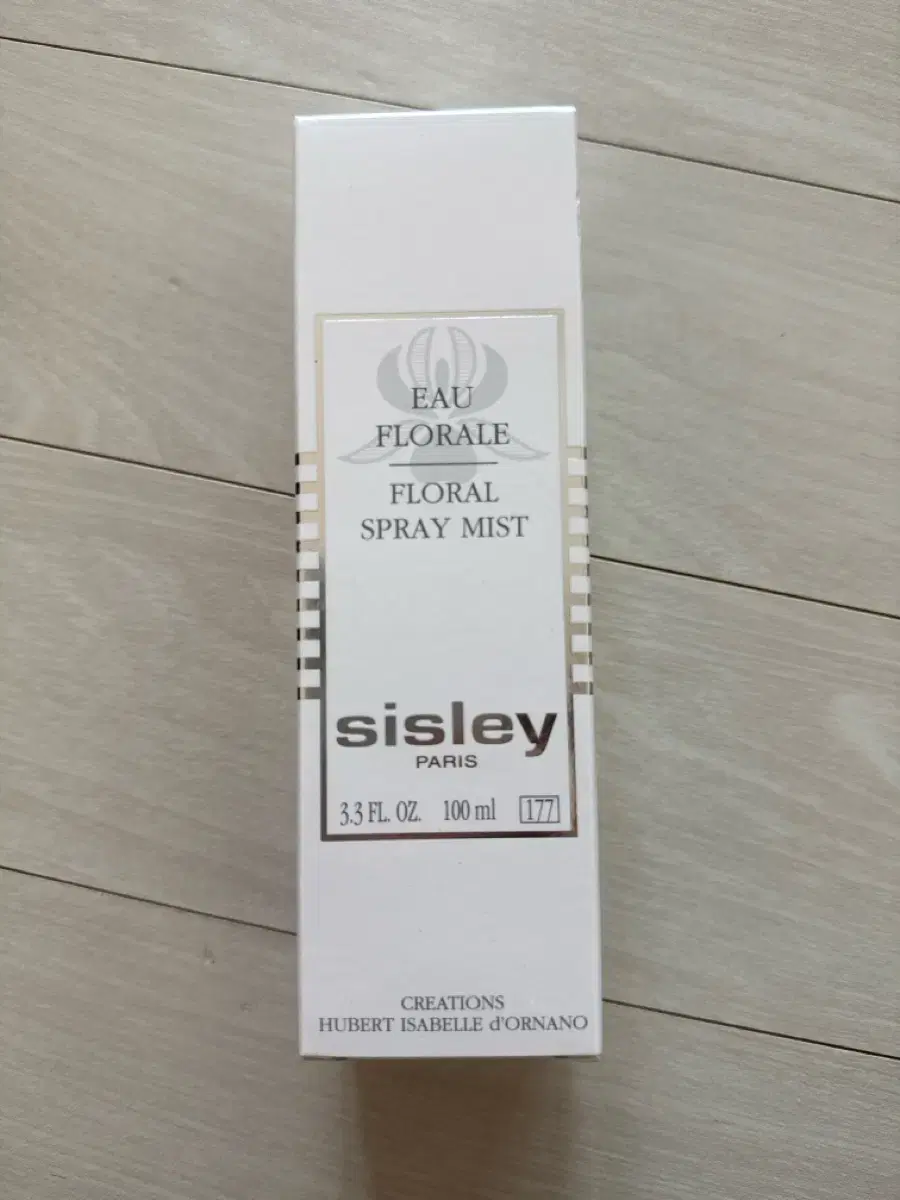 EAU
FLORALE
FLORAL
SPRAY MIST
sisley
PARIS
3.3 FL. OZ. 100 ml 177
CREATIONS
HUBERT ISABELLE d'ORNANO